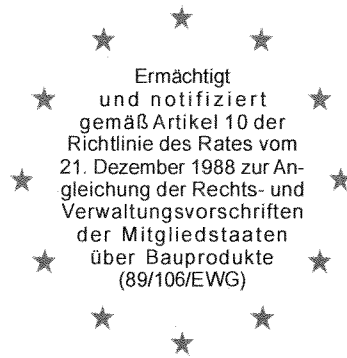 Ermächtigt
und notifiziert
gemäß Artikel 10 der
Richtlinie des Rates vom
21. Dezember 1988 zur An-
gleichung der Rechts- und
Verwaltungsvorschriften
der Mitgliedstaaten
über Bauprodukte
(89/106/EWG)